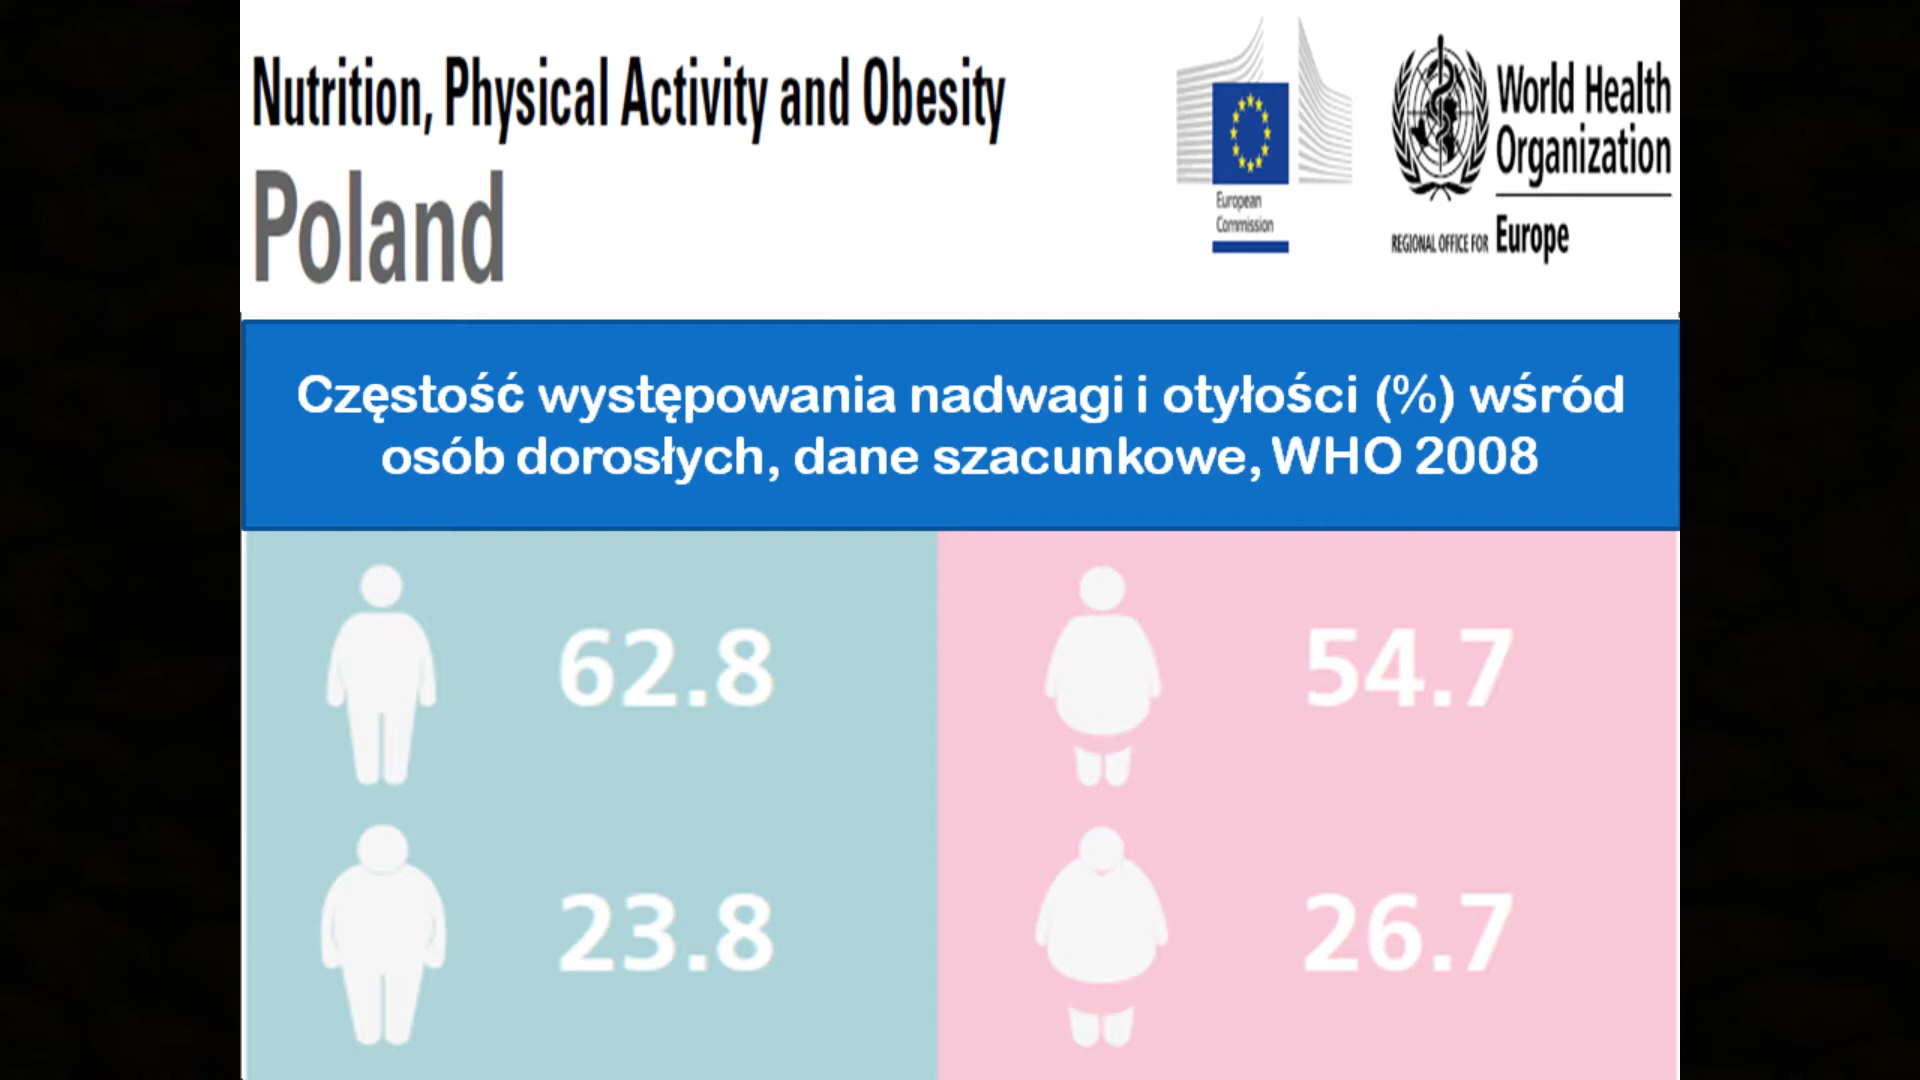 Nutrition, Physical Activity and Obesity
Poland
European
Commission
World Health
Organization
REGIONAL OFFICE FOR Europe
Częstość występowania nadwagi i otyłości (%) wśród
osób dorosłych, dane szacunkowe, WHO 2008
62.8
54.7
23.8
26.7